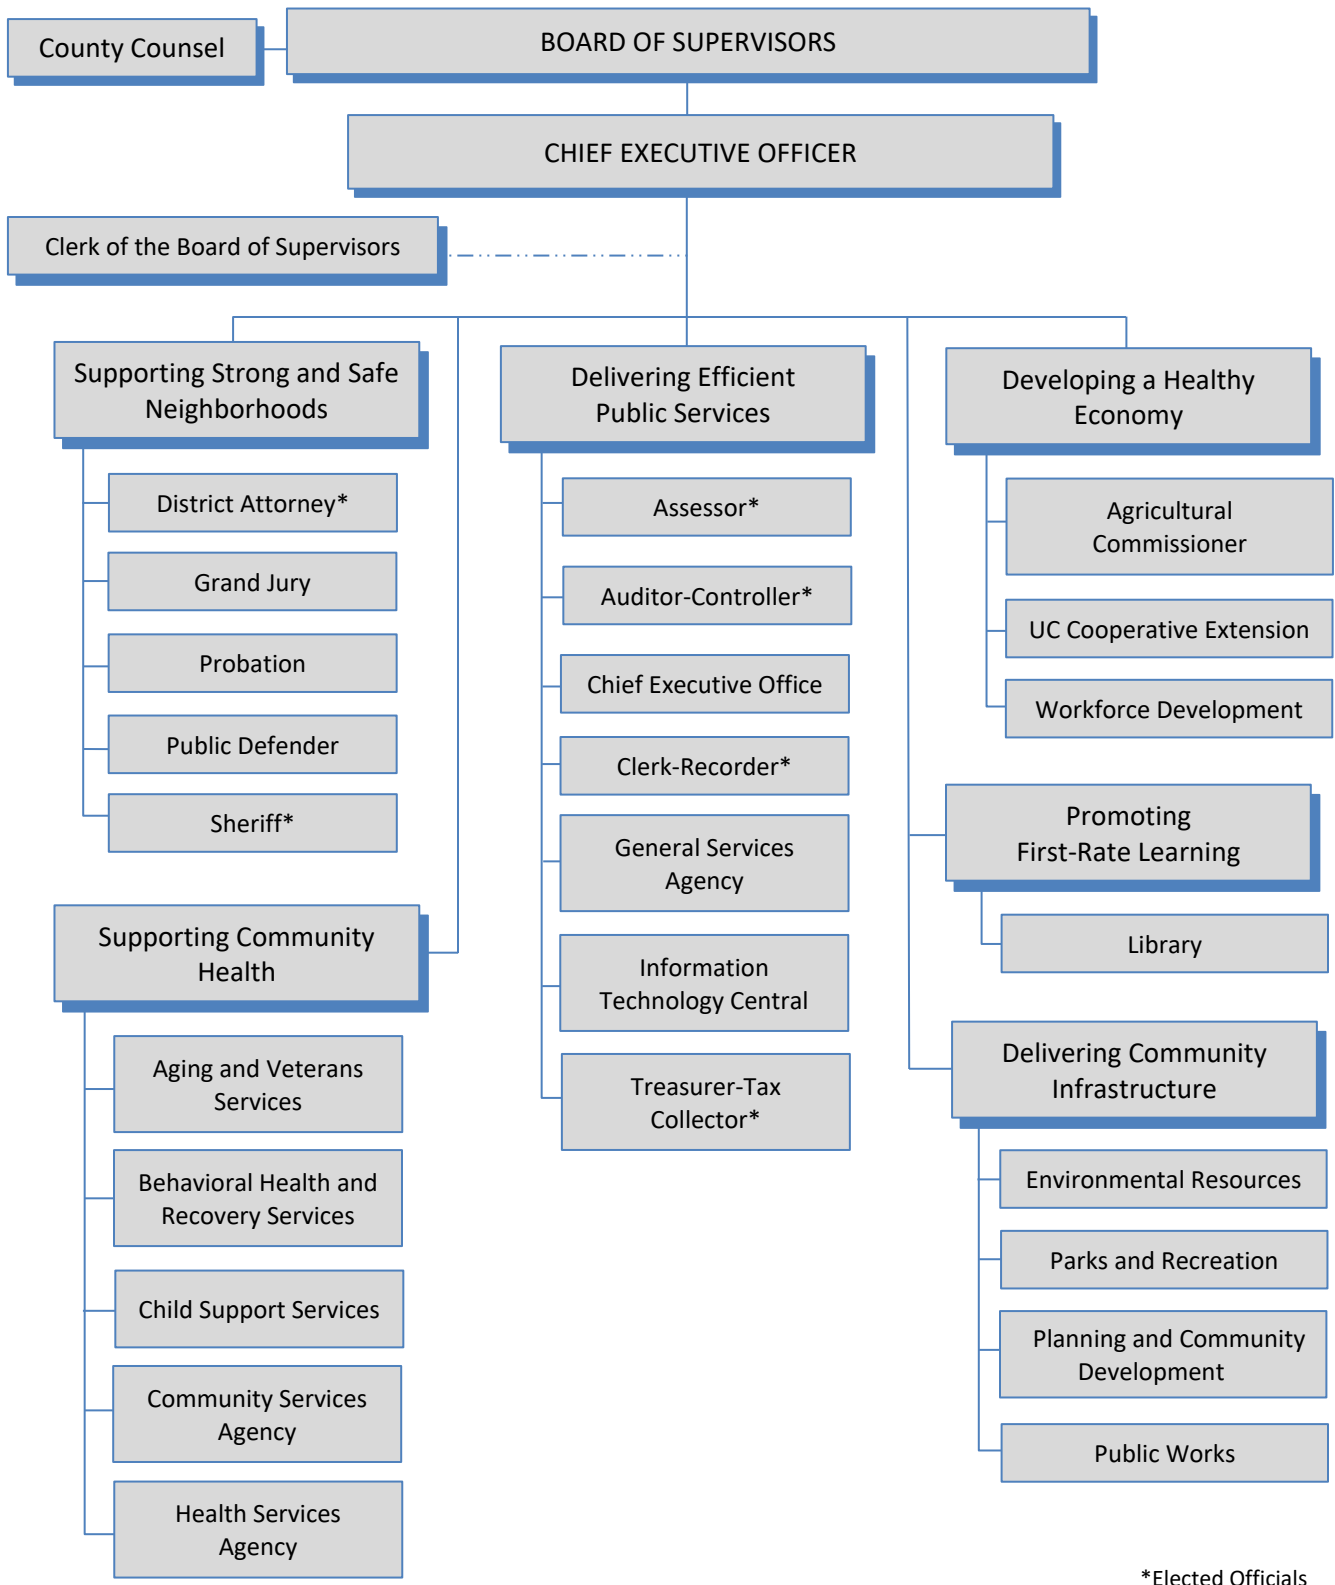 County Counsel
BOARD OF SUPERVISORS
CHIEF EXECUTIVE OFFICER
Clerk of the Board of Supervisors
Supporting Strong and Safe
Neighborhoods
District Attorney*
Grand Jury
Probation
Public Defender
Sheriff*
Supporting Community
Health
Aging and Veterans
Services
Behavioral Health and
Recovery Services
Child Support Services
Community Services
Agency
Health Services
Agency
Delivering Efficient
Public Services
Assessor*
Auditor-Controller*
Chief Executive Office
Clerk-Recorder*
General Services
Agency
Information
Technology Central
Treasurer-Tax
Collector*
Developing a Healthy
Economy
Agricultural
Commissioner
UC Cooperative Extension
Workforce Development
Promoting
First-Rate Learning
Library
Delivering Community
Infrastructure
Environmental Resources
Parks and Recreation
Planning and Community
Development
Public Works
*Elected Officials